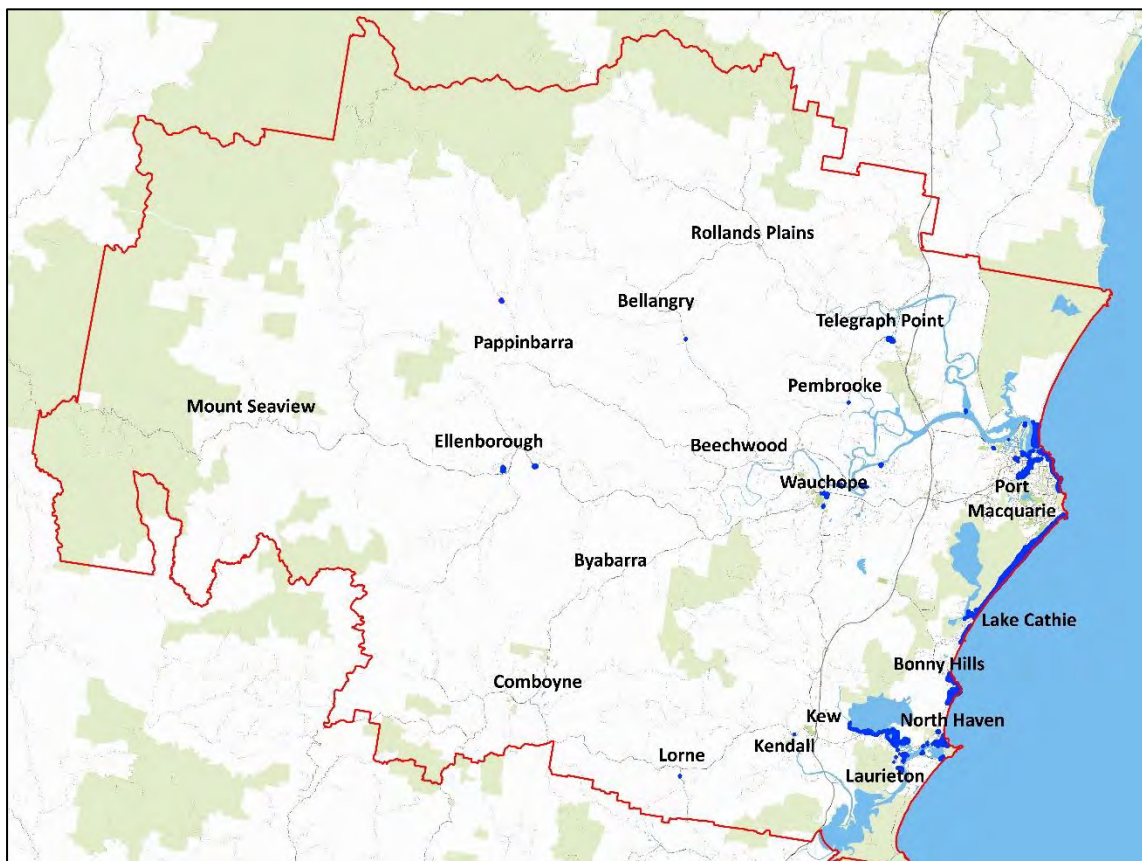 Rollands Plains
Bellangry
Telegraph Point
Pappinbarra
Pembrooke
Mount Seaview
Ellenborough
Beechwood
Wauchope
Port
Macquarie
Byabarra
Lake Cathie
Bonny Hills
Comboyne
Kew
North Haven
Kendall
Lorne
Laurieton